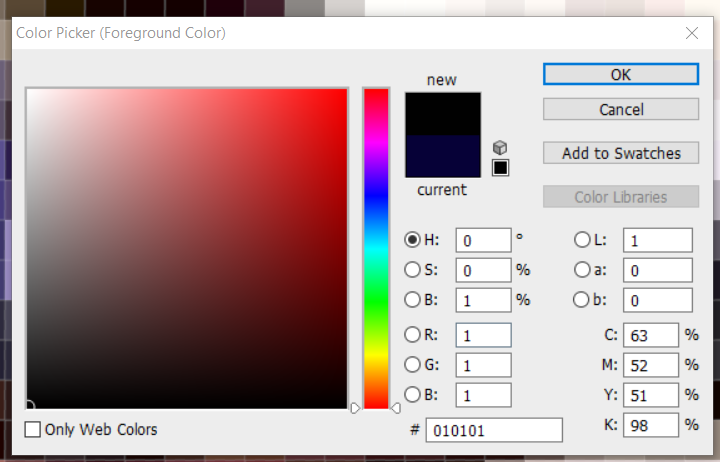 Color Picker (Foreground Color)
new
current
OK
Cancel
Add to Swatches
Color Libraries
H: 0 °
S: 0 %
B: 1 %
R: 1
G: 1
B: 1
# 010101
L: 1
a: 0
b: 0
C: 63 %
M: 52 %
Y: 51 %
K: 98 %
Only Web Colors